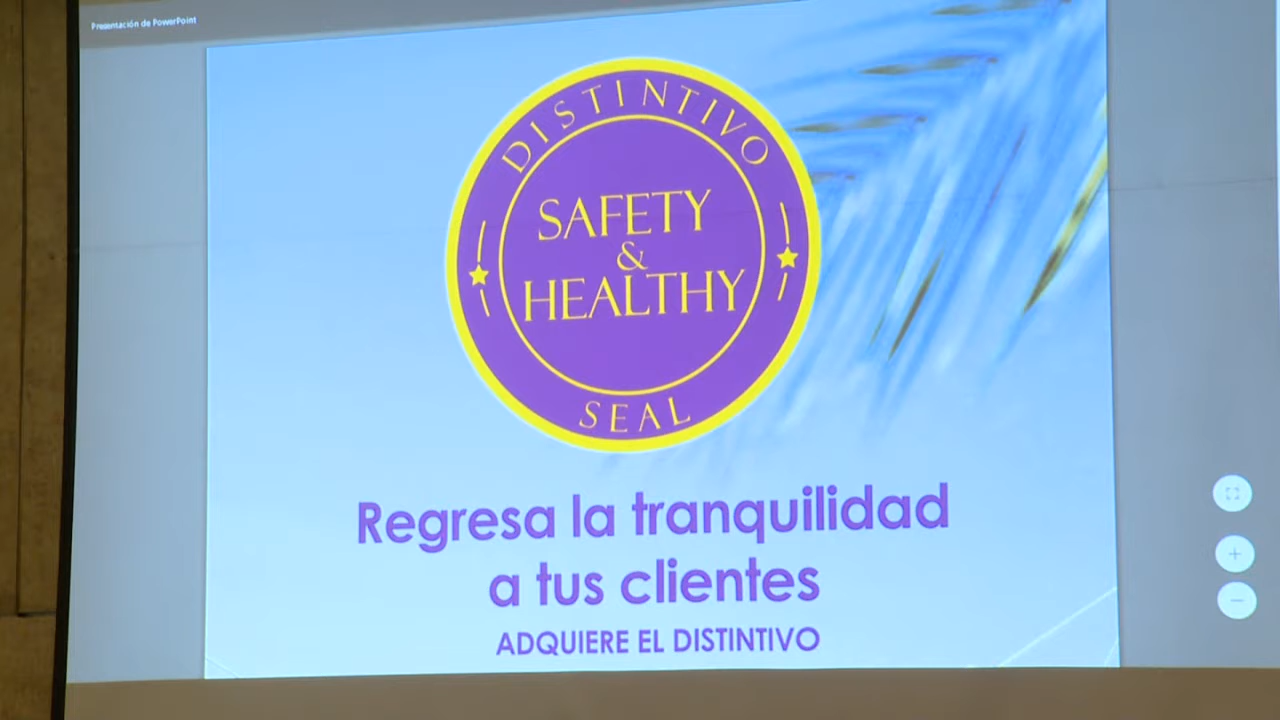 Presentación de PowerPoint
DISTINTIVO
SAFETY
&
HEALTHY
SEAL
Regresa la tranquilidad
a tus clientes
ADQUIERE EL DISTINTIVO